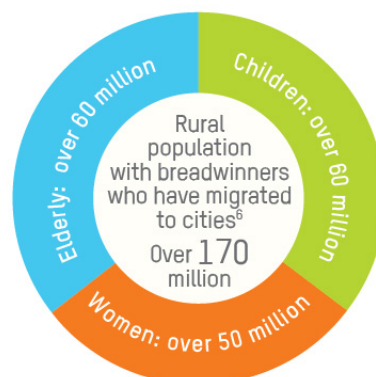 Elderly: over 60 million
Children: over 60 million
Rural
population
with breadwinners
who have migrated
to cities⁶
Over 170
million
Women: over 50 million